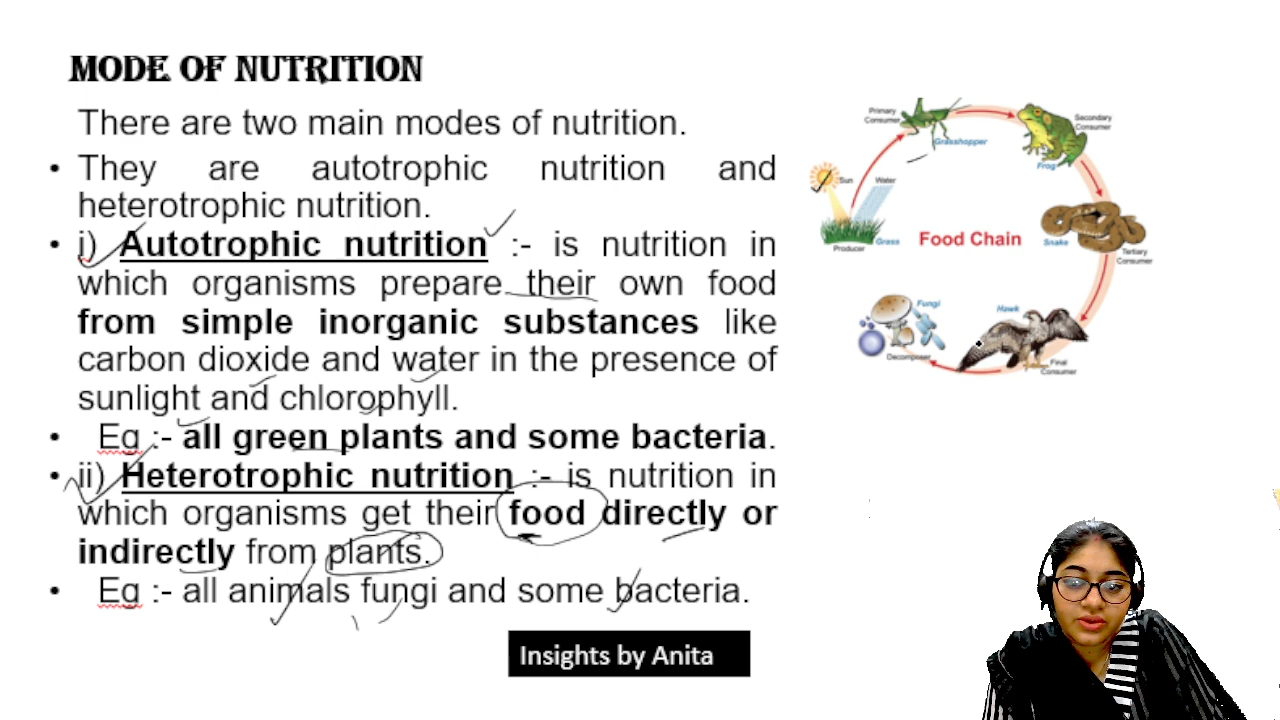 MODE OF NUTRITION
There are two main modes of nutrition.
• They are autotrophic nutrition and
heterotrophic nutrition.
• i) Autotrophic nutrition :- is nutrition in
which organisms prepare their own food
from simple inorganic substances like
carbon dioxide and water in the presence of
sunlight and chlorophyll.
• Eg :- all green plants and some bacteria.
• ii) Heterotrophic nutrition :- is nutrition in
which organisms get their food directly or
indirectly from plants.
• Eg :- all animals fungi and some bacteria.
Insights by Anita
Primary
Consumer
Grasshopper
Secondary
Consumer
Frog
Sun
Water
Producer
Grass
Food Chain
Snake
Tertiary
Consumer
Fungi
Decomposer
Hawk
Final
Consumer